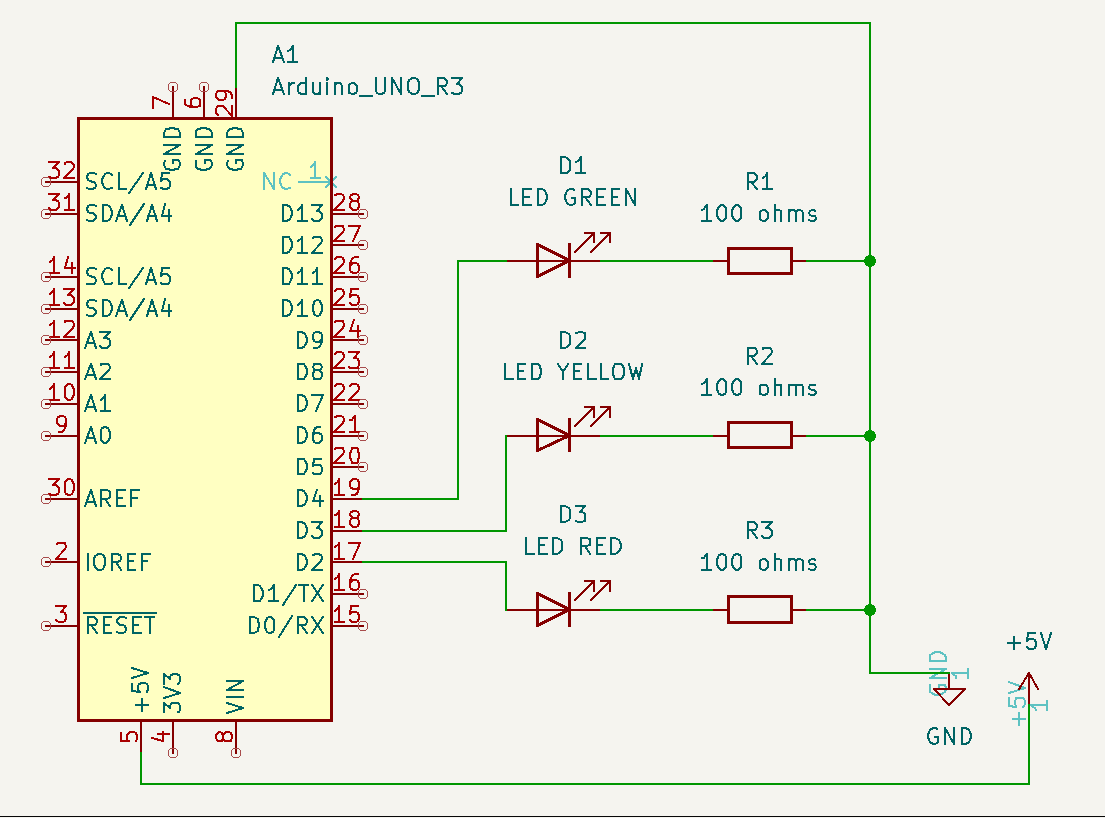 A1
Arduino_UNO_R3
7
6
29
GND
GND
GND
32
SCL/A5
NC
1
31
SDA/A4
D13
28
D12
27
14
SCL/A5
D11
26
13
SDA/A4
D10
25
12
A3
D9
24
11
A2
D8
23
10
A1
D7
22
9
A0
D6
21
D5
20
30
AREF
D4
19
D3
18
2
IOREF
D2
17
D1/TX
16
3
RESET
D0/RX
15
+5V
3V3
VIN
5
4
8
D1
LED GREEN
R1
100 ohms
D2
LED YELLOW
R2
100 ohms
D3
LED RED
R3
100 ohms
GND
1
GND
+5V
+5V
1